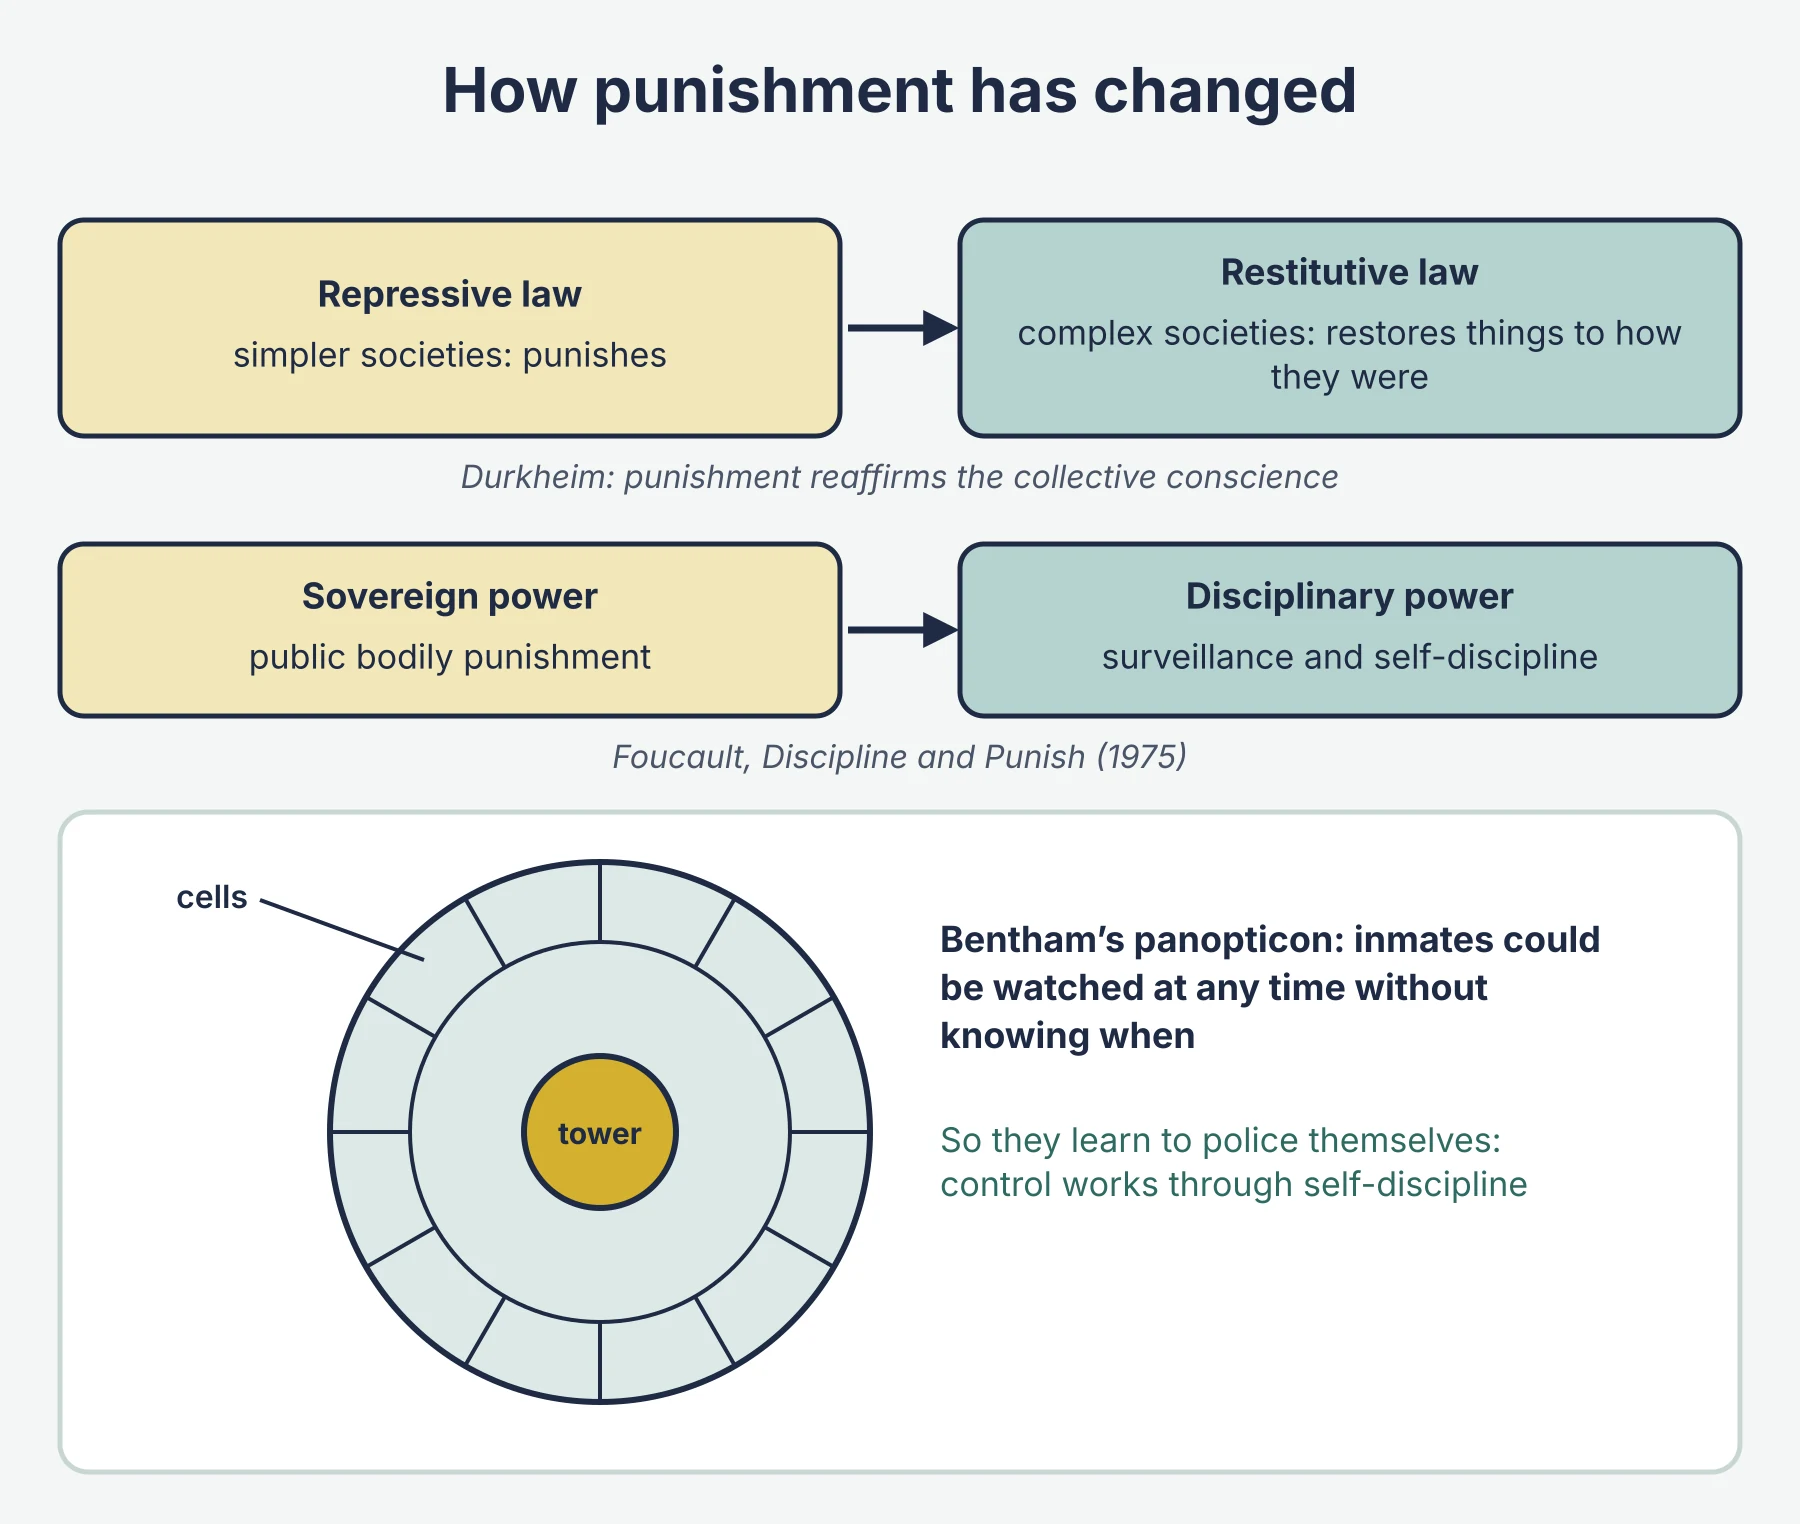 How punishment has changed
Repressive law
simpler societies: punishes
Restitutive law
complex societies: restores things to how
they were
Durkheim: punishment reaffirms the collective conscience
Sovereign power
public bodily punishment
Disciplinary power
surveillance and self-discipline
Foucault, Discipline and Punish (1975)
cells
tower
Bentham’s panopticon: inmates could
be watched at any time without
knowing when
So they learn to police themselves:
control works through self-discipline